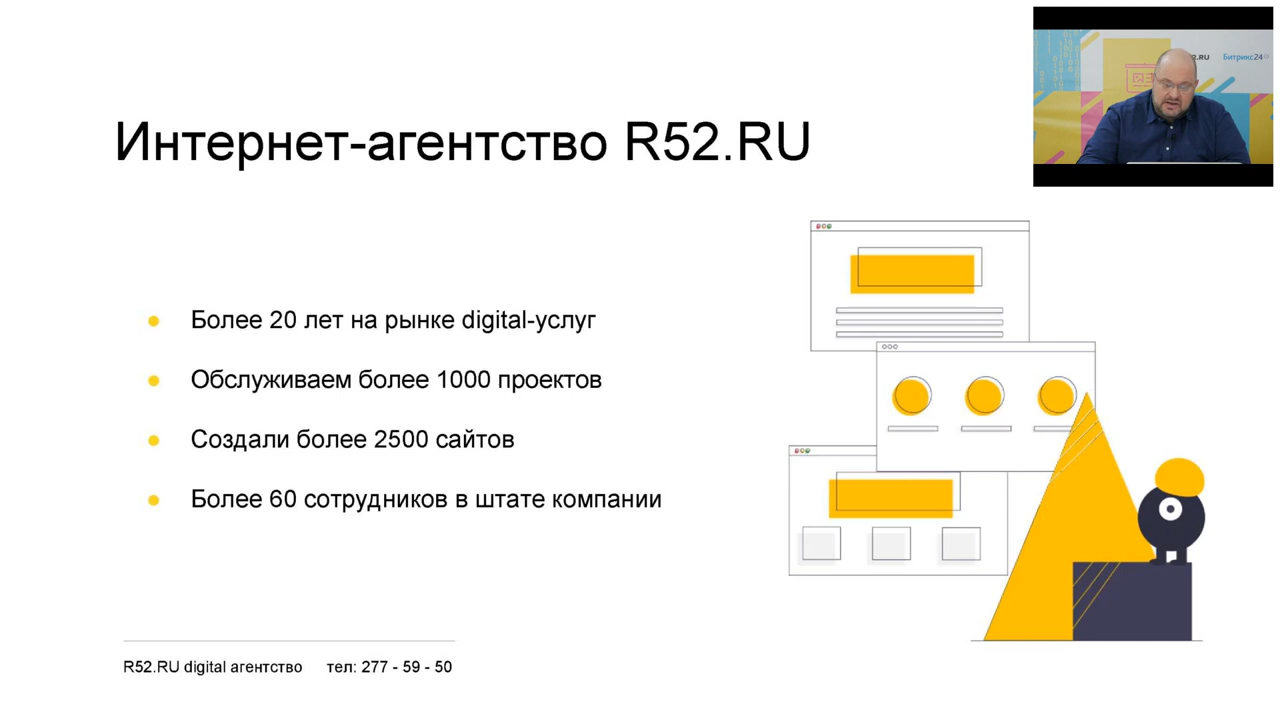 Интернет-агентство R52.RU
Более 20 лет на рынке digital-услуг
Обслуживаем более 1000 проектов
Создали более 2500 сайтов
Более 60 сотрудников в штате компании
R52.RU digital агентство тел: 277 - 59 - 50
Битрикс24